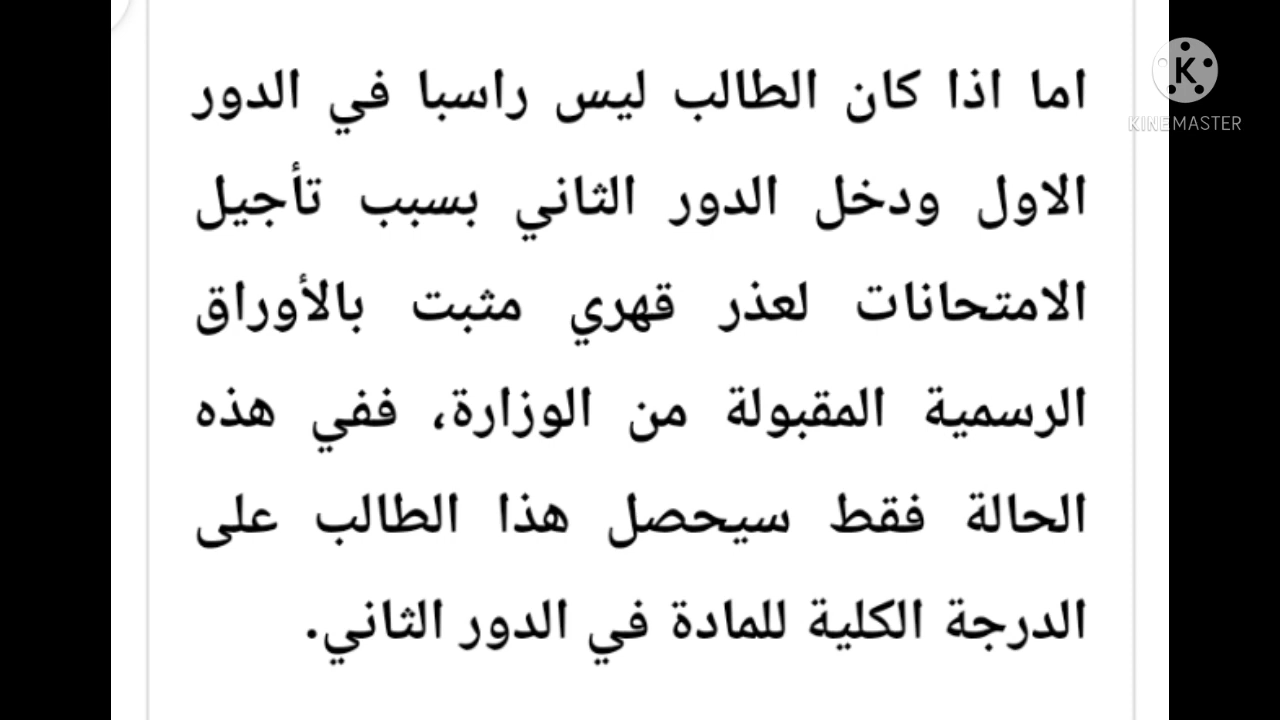 اما اذا كان الطالب ليس راسبا في الدور
الاول ودخل الدور الثاني بسبب تأجيل
الامتحانات لعذر قهري مثبت بالأوراق
الرسمية المقبولة من الوزارة، ففي هذه
الحالة فقط سيحصل هذا الطالب على
الدرجة الكلية للمادة في الدور الثاني.
K
KINEMASTER